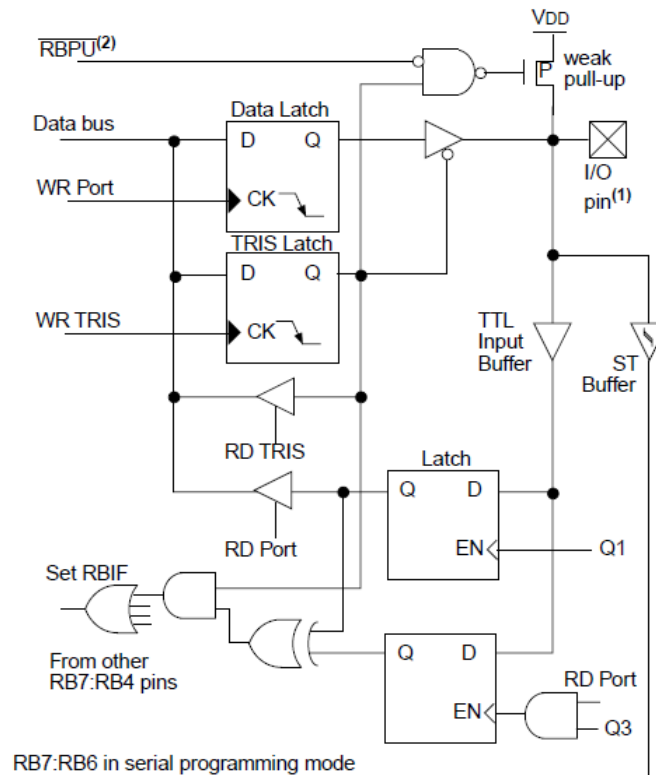 VDD
RBPU(2)
P
weak
pull-up
Data Latch
Data bus
D
Q
I/O
pin(1)
WR Port
CK
TRIS Latch
D
Q
WR TRIS
CK
TTL
Input
Buffer
ST
Buffer
RD TRIS
Latch
Q
D
RD Port
EN
Q1
Set RBIF
From other
RB7:RB4 pins
Q
D
RD Port
EN
Q3
RB7:RB6 in serial programming mode